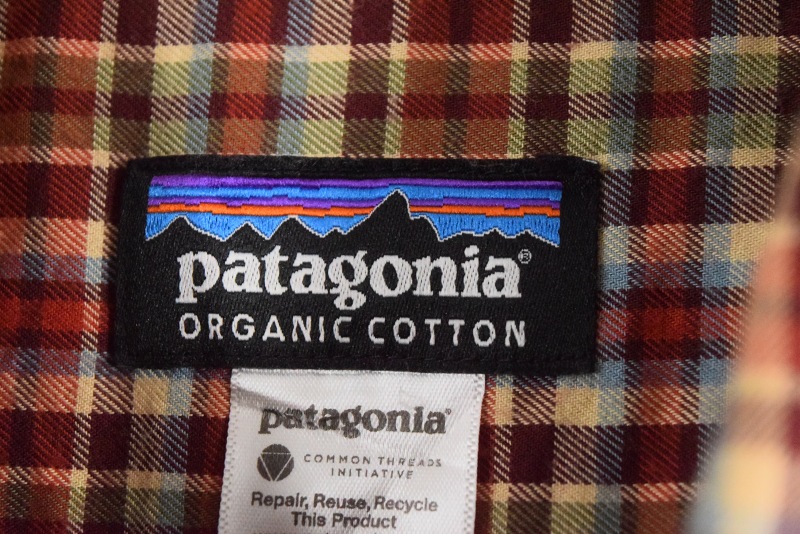 patagonia®
ORGANIC COTTON
patagonia®
COMMON THREADS
INITIATIVE
Repair, Reuse, Recycle
This Product